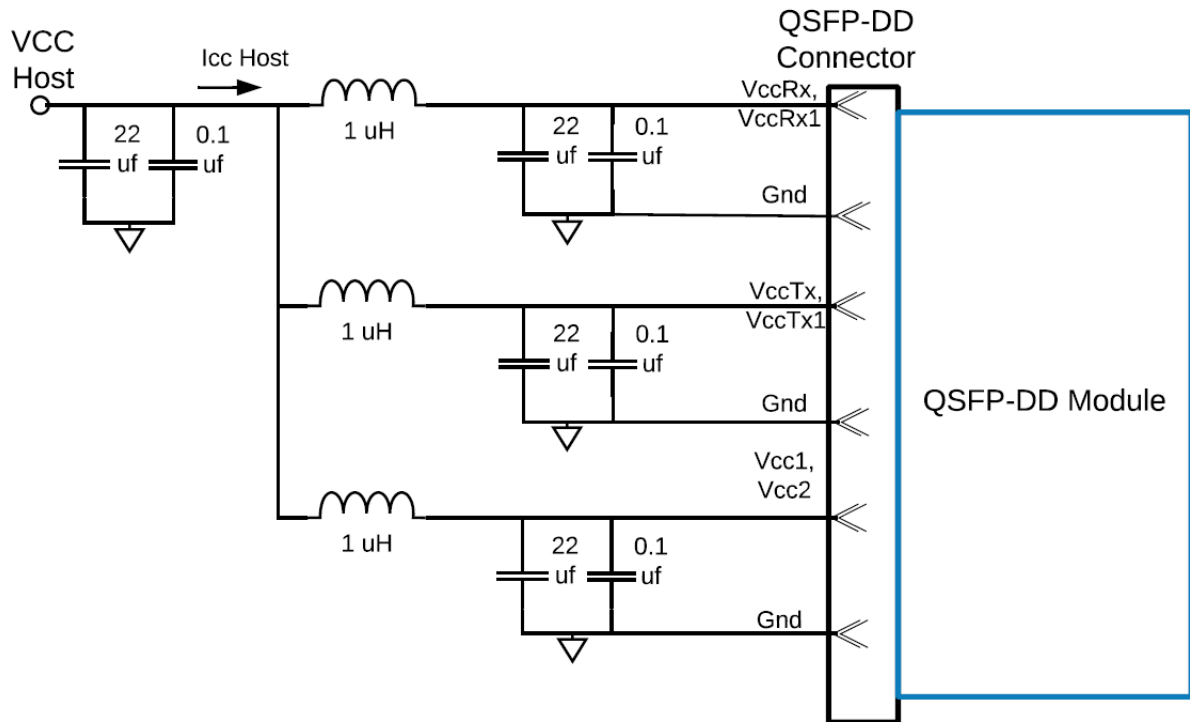 QSFP-DD
Connector
VCC
Host
Icc Host
VccRx,
VccRx1
22
uf
0.1
uf
1 uH
22
uf
0.1
uf
Gnd
VccTx,
VccTx1
1 uH
22
uf
0.1
uf
Gnd
QSFP-DD Module
Vcc1,
Vcc2
1 uH
22
uf
0.1
uf
Gnd